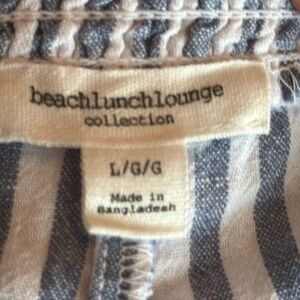 beachlunchlounge
collection
L/G/G
Made in
Bangladesh